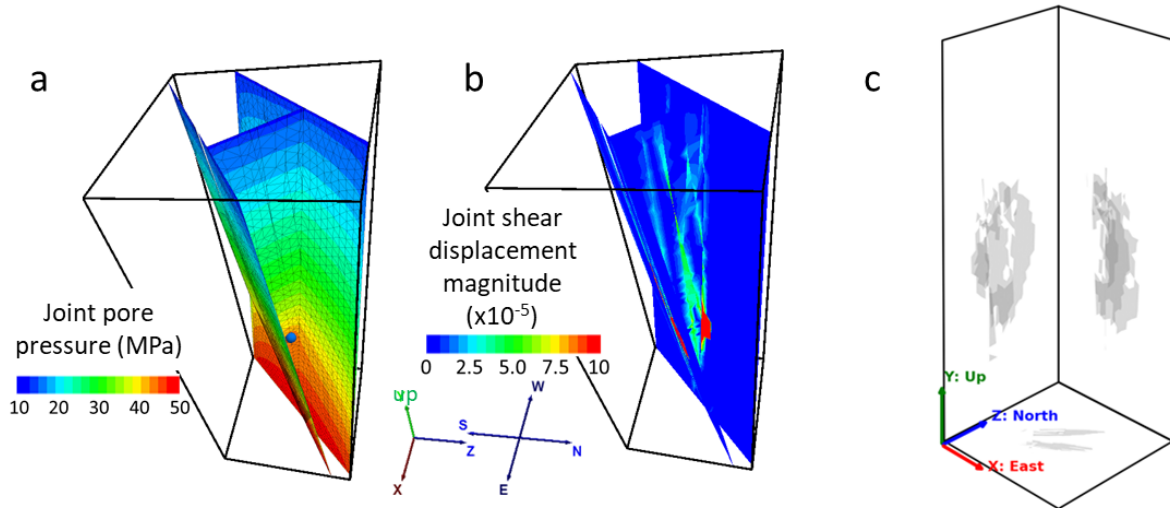 a
b
c
Joint pore
pressure (MPa)
10 20 30 40 50
Joint shear
displacement
magnitude
(x10-5)
0 2.5 5.0 7.5 10
up
Z
X
W
S
N
E
Y: Up
Z: North
X: East